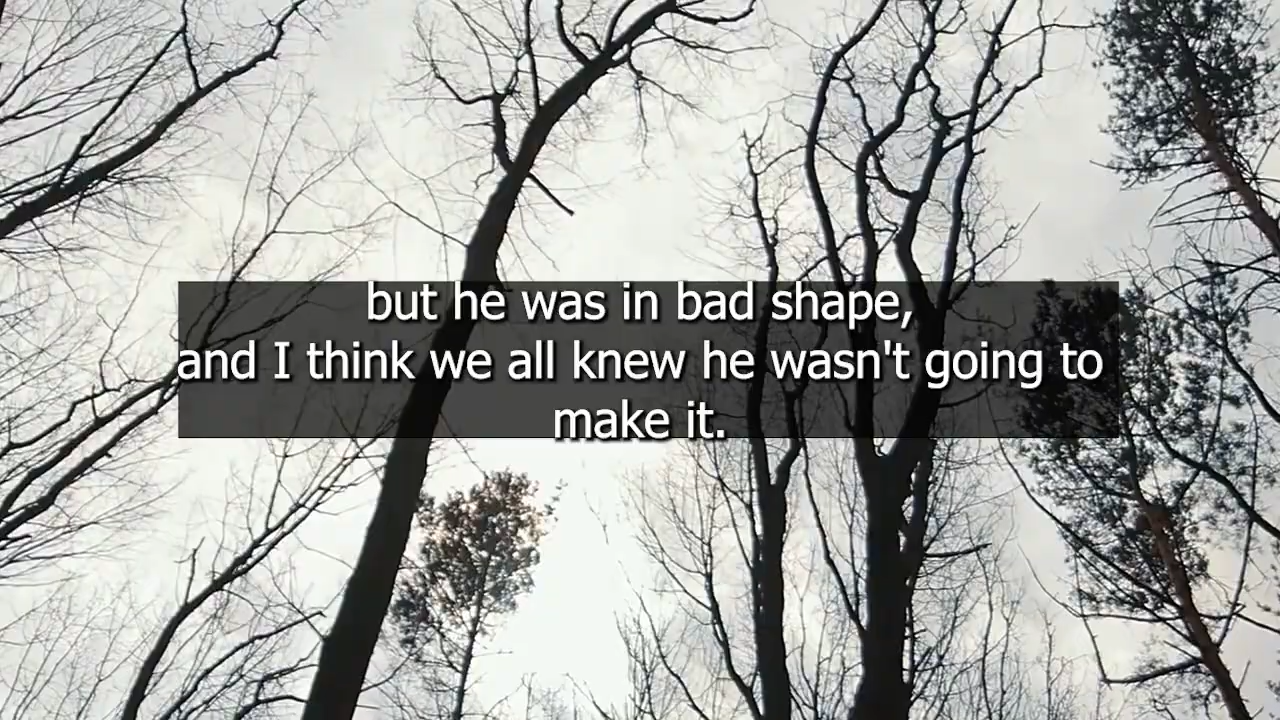 but he was in bad shape,
and I think we all knew he wasn't going to
make it.